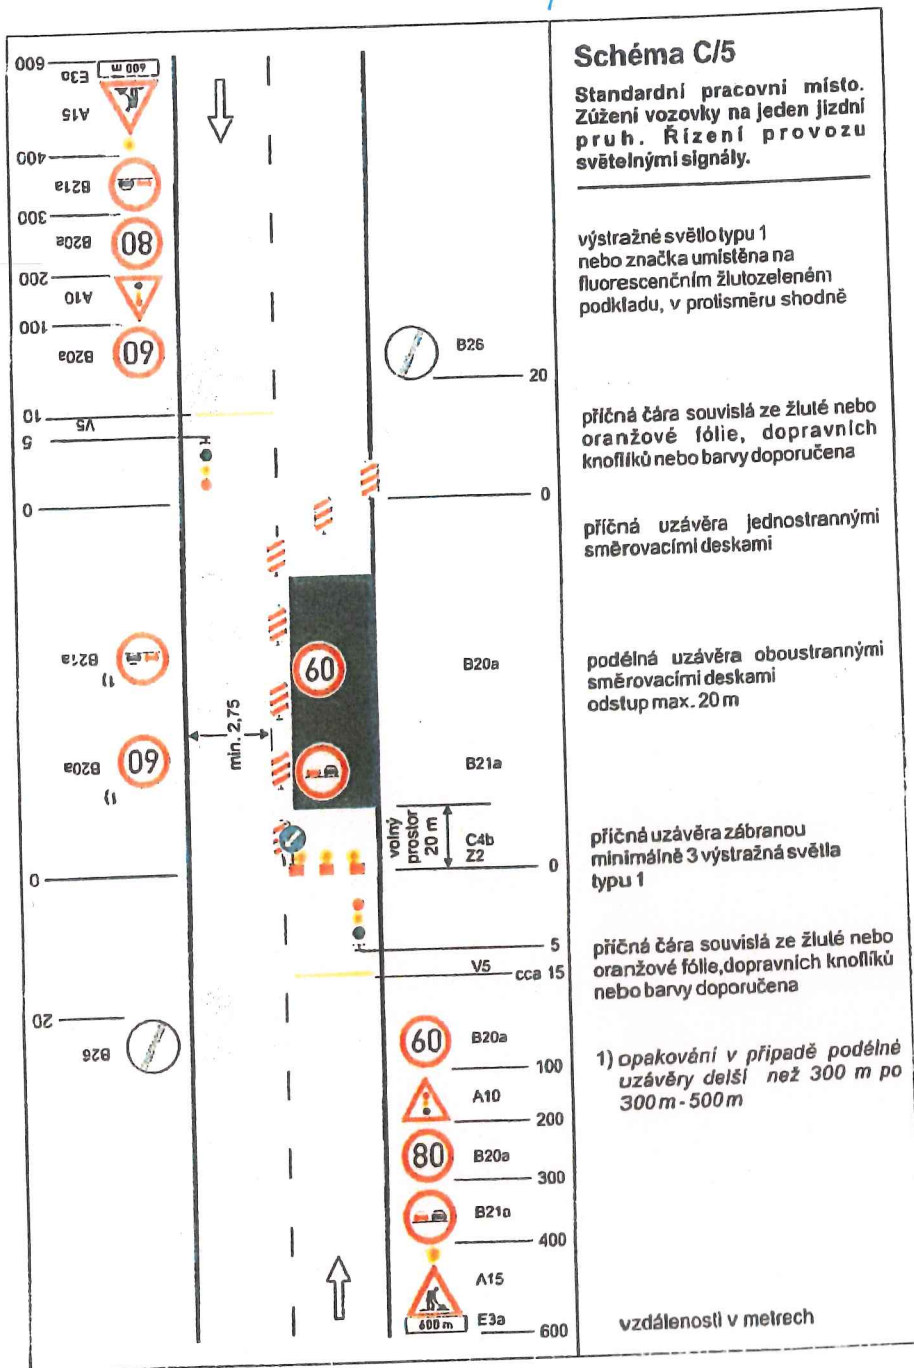 Schéma C/5
Standardní pracovní místo.
Zúžení vozovky na jeden jízdní
pruh. Řízení provozu
světelnými signály.
výstražné světlo typu 1
nebo značka umístěna na
fluorescenčním žlutozeleném
podkladu, v protisměru shodně
příčná čára souvislá ze žluté nebo
oranžové fólie, dopravních
knoflíků nebo barvy doporučena
příčná uzávěra jednostrannými
směrovacími deskami
podélná uzávěra oboustrannými
směrovacími deskami
odstup max. 20 m
příčná uzávěra zábranou
minimálně 3 výstražná světla
typu 1
příčná čára souvislá ze žluté nebo
oranžové fólie,dopravních knoflíků
nebo barvy doporučena
1) opakování v případě podélné
uzávěry delší než 300 m po
300 m - 500 m
vzdálenosti v metrech
600
E3a
600 m
A15
400
B21a
300
B20a
80
200
A10
100
B20a
60
10
V5
5
0
B21a
1)
B20a
60
1)
0
20
B26
B26
20
0
60
B20a
min. 2,75
B21a
volný
prostor
20 m
C4b
Z2
0
5
V5
cca 15
60
B20a
100
A10
200
80
B20a
300
B21a
400
A15
600 m
E3a
600